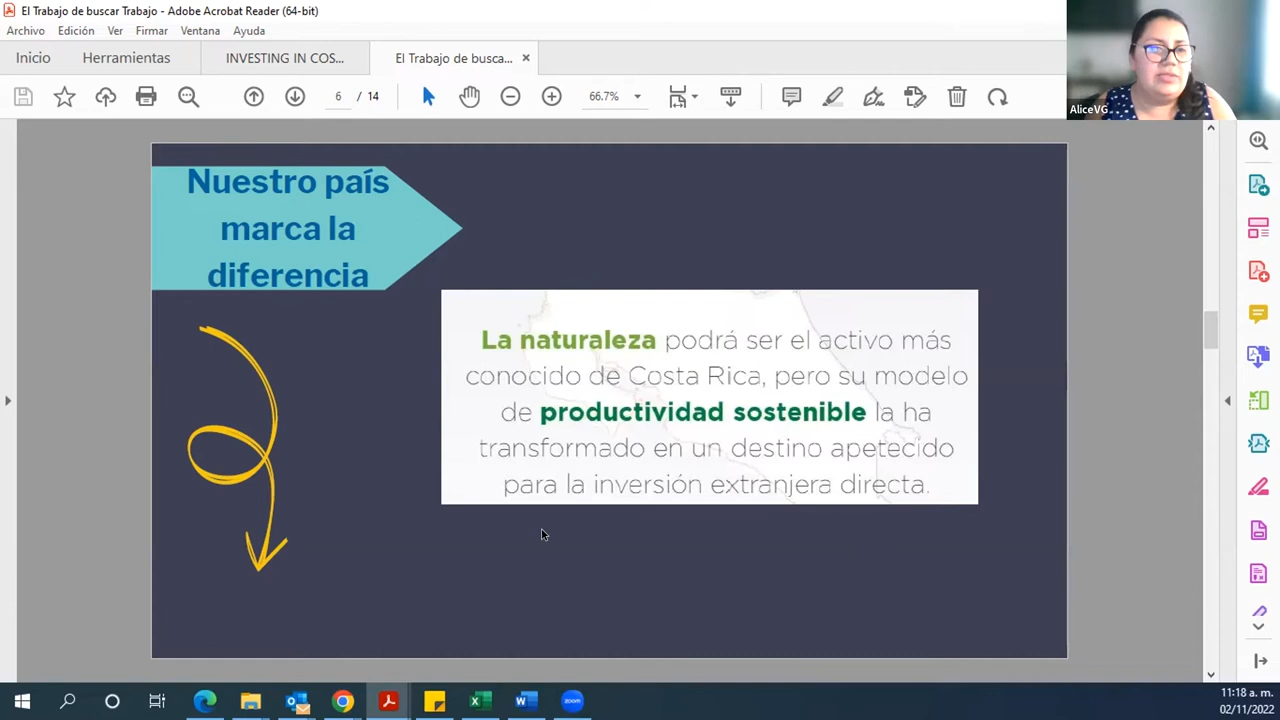 El Trabajo de buscar Trabajo - Adobe Acrobat Reader (64-bit)
Archivo Edición Ver Firmar Ventana Ayuda
Inicio Herramientas INVESTING IN COS... El Trabajo de busca... ×
6 / 14 66.7%
AliceVG
Nuestro país
marca la
diferencia
La naturaleza podrá ser el activo más
conocido de Costa Rica, pero su modelo
de productividad sostenible la ha
transformado en un destino apetecido
para la inversión extranjera directa.
zoom
11:18 a. m.
02/11/2022